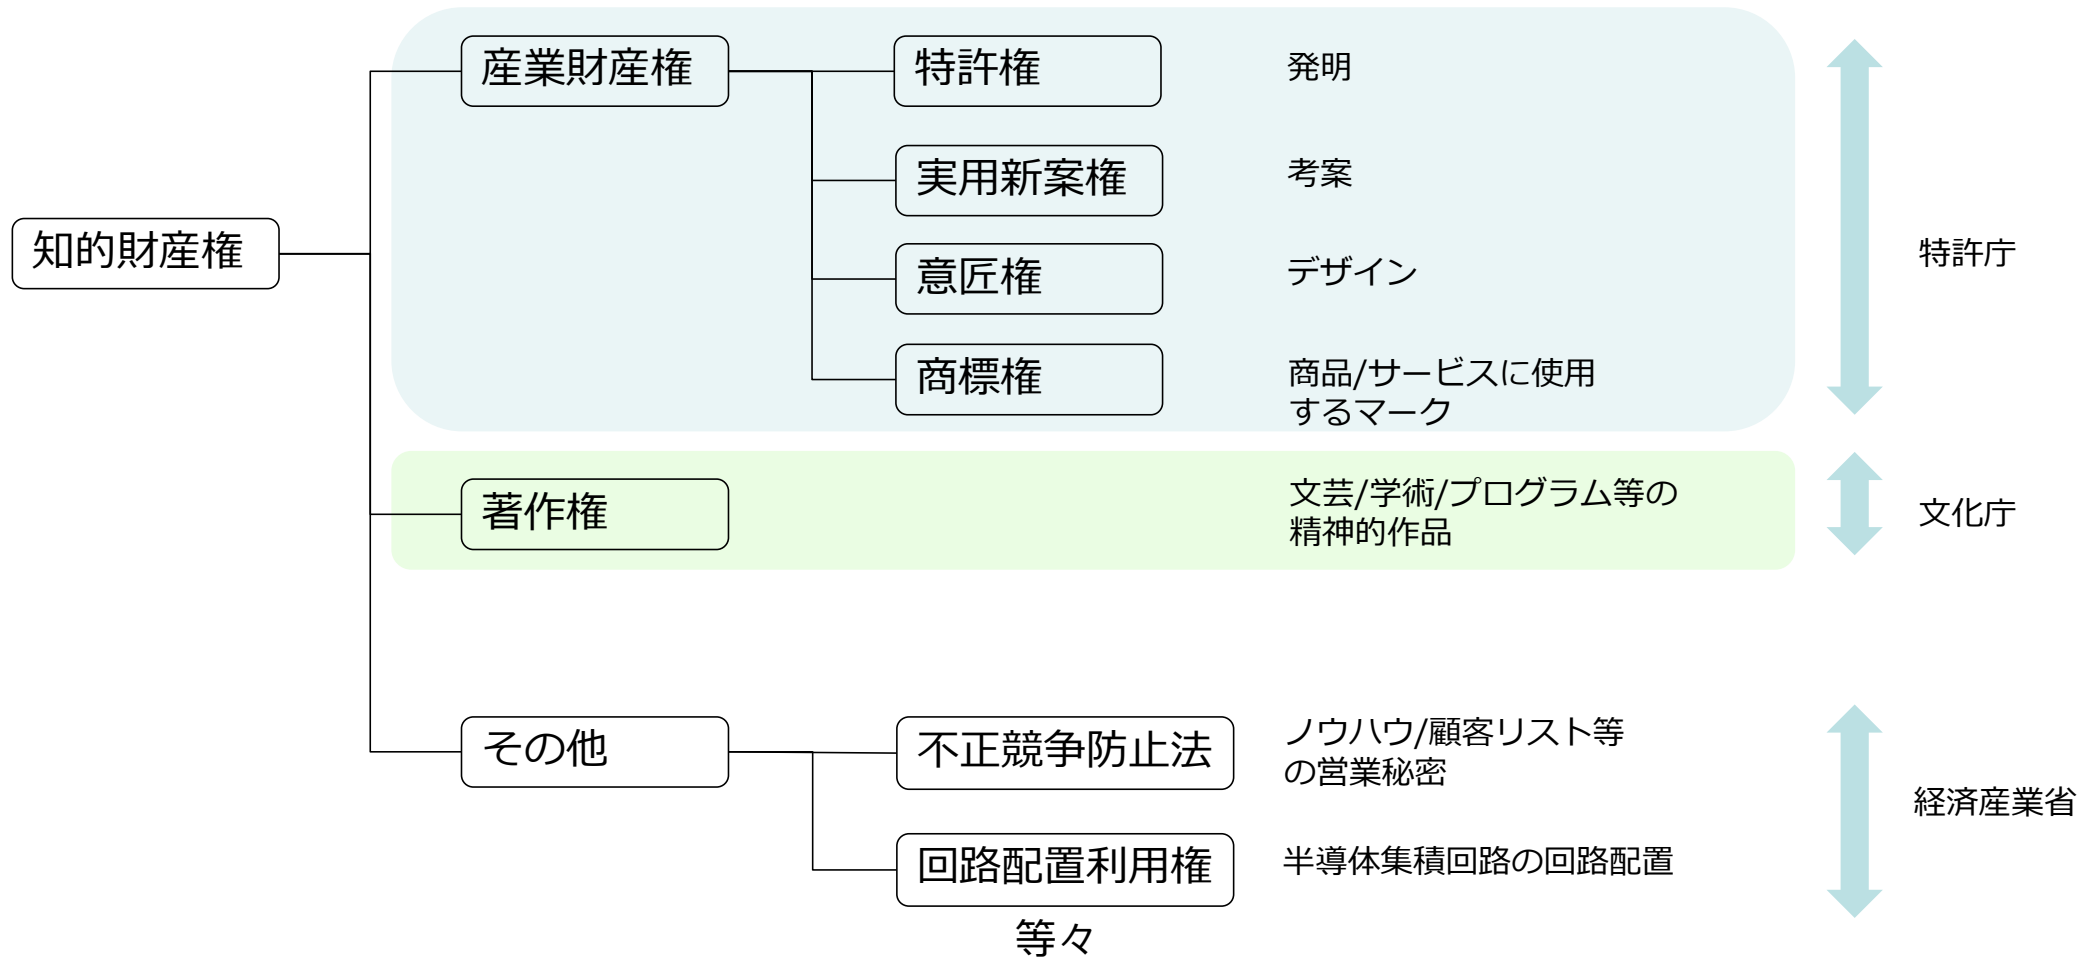 産業財産権
特許権
発明
実用新案権
考案
知的財産権
意匠権
デザイン
特許庁
商標権
商品/サービスに使用
するマーク
著作権
文芸/学術/プログラム等の
精神的作品
文化庁
その他
不正競争防止法
ノウハウ/顧客リスト等
の営業秘密
経済産業省
回路配置利用権
半導体集積回路の回路配置
等々